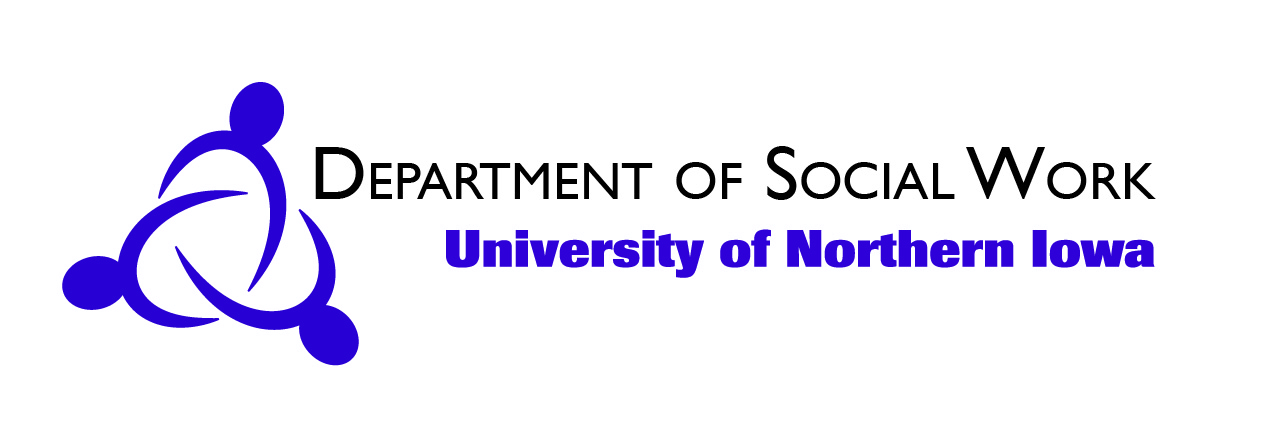 Department of Social Work
University of Northern Iowa